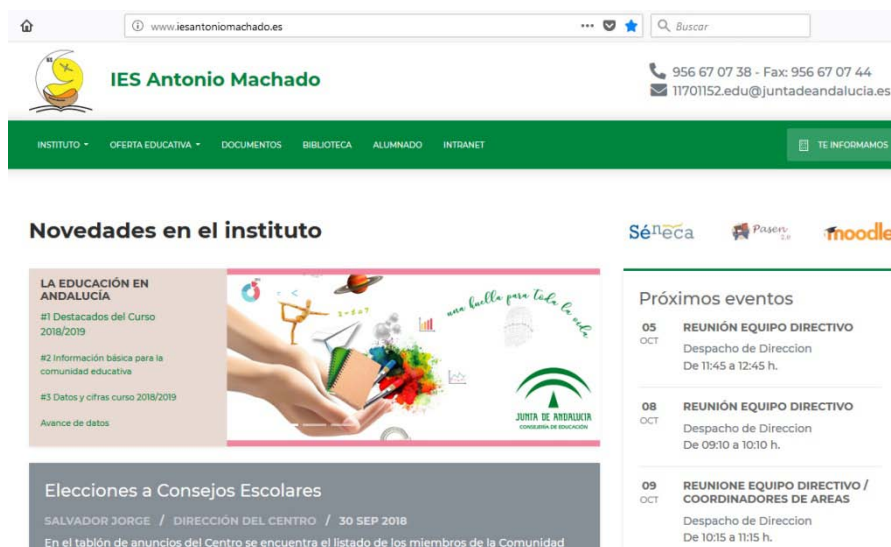 www.iesantoniomachado.es
Buscar
IES
IES Antonio Machado
956 67 07 38 - Fax: 956 67 07 44
11701152.edu@juntadeandalucia.es
INSTITUTO
OFERTA EDUCATIVA
DOCUMENTOS
BIBLIOTECA
ALUMNADO
INTRANET
TE INFORMAMOS
Novedades en el instituto
Séneca
Pasen
moodle
LA EDUCACIÓN EN
ANDALUCÍA
#1 Destacados del Curso
2018/2019
#2 Información básica para la
comunidad educativa
#3 Datos y cifras curso 2018/2019
Avance de datos
una huella para toda la vida
JUNTA DE ANDALUCIA
CONSEJERÍA DE EDUCACIÓN
Elecciones a Consejos Escolares
SALVADOR JORGE / DIRECCIÓN DEL CENTRO / 30 SEP 2018
En el tablón de anuncios del Centro se encuentra el listado de los miembros de la Comunidad
Próximos eventos
05 OCT
REUNIÓN EQUIPO DIRECTIVO
Despacho de Direccion
De 11:45 a 12:45 h.
08 OCT
REUNIÓN EQUIPO DIRECTIVO
Despacho de Direccion
De 09:10 a 10:10 h.
09 OCT
REUNIONE EQUIPO DIRECTIVO /
COORDINADORES DE AREAS
Despacho de Direccion
De 10:15 a 11:15 h.